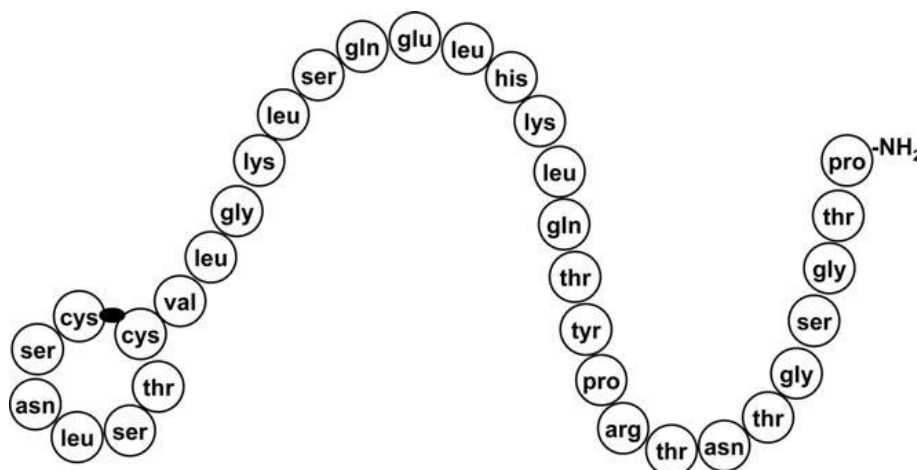 cys
ser
asn
leu
ser
thr
cys
val
leu
gly
lys
leu
ser
gln
glu
leu
his
lys
leu
gln
thr
tyr
pro
arg
thr
asn
thr
gly
ser
gly
thr
pro
-NH₂